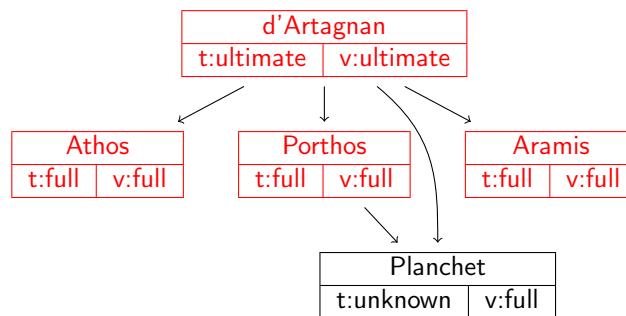 d'Artagnan
t:ultimate v:ultimate
Athos Porthos Aramis
t:full v:full t:full v:full t:full v:full
Planchet
t:unknown v:full